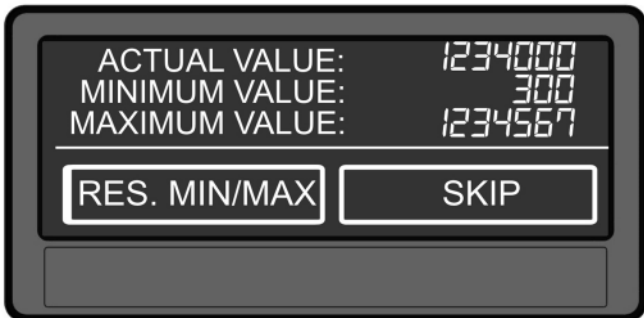 ACTUAL VALUE: 1234000
MINIMUM VALUE: 300
MAXIMUM VALUE: 1234567
RES. MIN/MAX SKIP